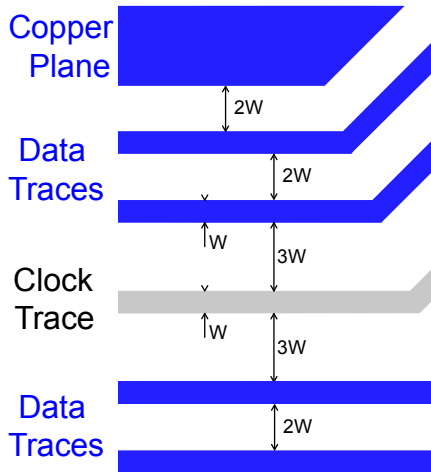 Copper
Plane
2W
Data
Traces
2W
W
3W
Clock
Trace
W
3W
Data
Traces
2W